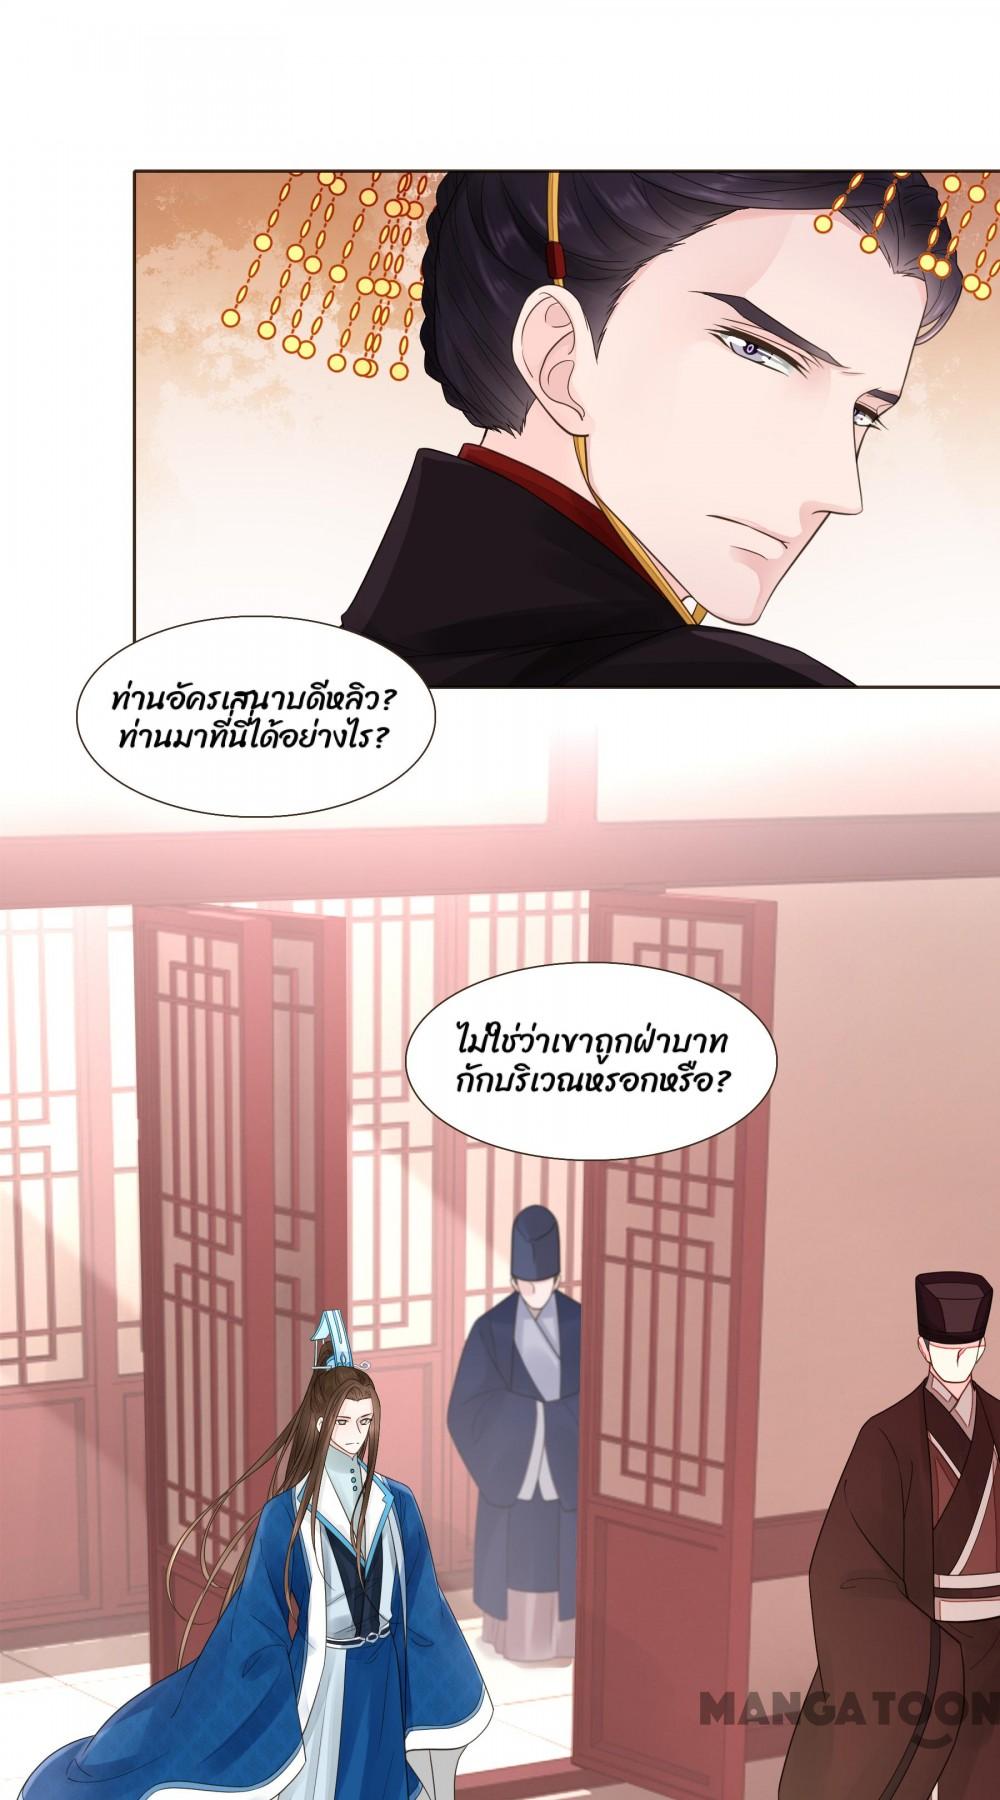 ท่านอัครเสนาบดีหลิว?
ท่านมาที่นี่ได้อย่างไร?
ไม่ใช่ว่าเขาถูกฝ่าบาท
กักบริเวณหรอกหรือ?
MANGATOON